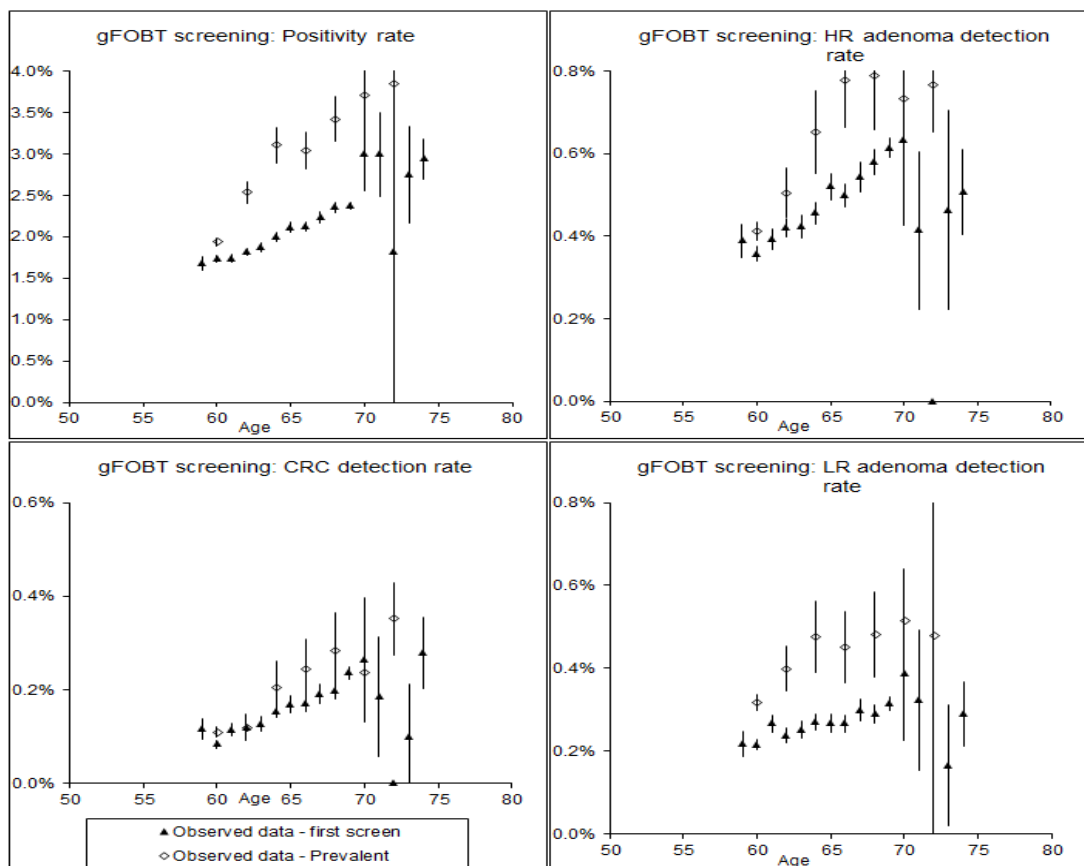 gFOBT screening: Positivity rate
4.0%
3.5%
3.0%
2.5%
2.0%
1.5%
1.0%
0.5%
0.0%
50 55 60 65 70 75 80
Age
gFOBT screening: HR adenoma detection
rate
0.8%
0.6%
0.4%
0.2%
0.0%
50 55 60 65 70 75 80
Age
gFOBT screening: CRC detection rate
0.6%
0.4%
0.2%
0.0%
50 55 60 Age 65 70 75 80
Observed data - first screen
Observed data - Prevalent
gFOBT screening: LR adenoma detection
rate
0.8%
0.6%
0.4%
0.2%
0.0%
50 55 60 65 70 75 80
Age